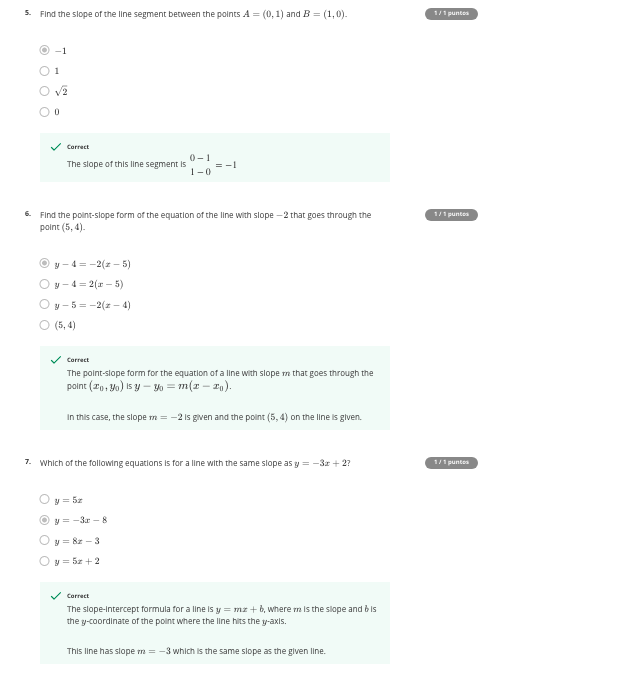 5. Find the slope of the line segment between the points A = (0, 1) and B = (1, 0).
1 / 1 puntos
−1
1
√2
0
Correct
The slope of this line segment is (0 − 1)/(1 − 0) = −1
6. Find the point-slope form of the equation of the line with slope −2 that goes through the
point (5, 4).
1 / 1 puntos
y − 4 = −2(x − 5)
y − 4 = 2(x − 5)
y − 5 = −2(x − 4)
(5, 4)
Correct
The point-slope form for the equation of a line with slope m that goes through the
point (x₀, y₀) is y − y₀ = m(x − x₀).
In this case, the slope m = −2 is given and the point (5, 4) on the line is given.
7. Which of the following equations is for a line with the same slope as y = −3x + 2?
1 / 1 puntos
y = 5x
y = −3x − 8
y = 8x − 3
y = 5x + 2
Correct
The slope-intercept formula for a line is y = mx + b, where m is the slope and b is
the y-coordinate of the point where the line hits the y-axis.
This line has slope m = −3 which is the same slope as the given line.